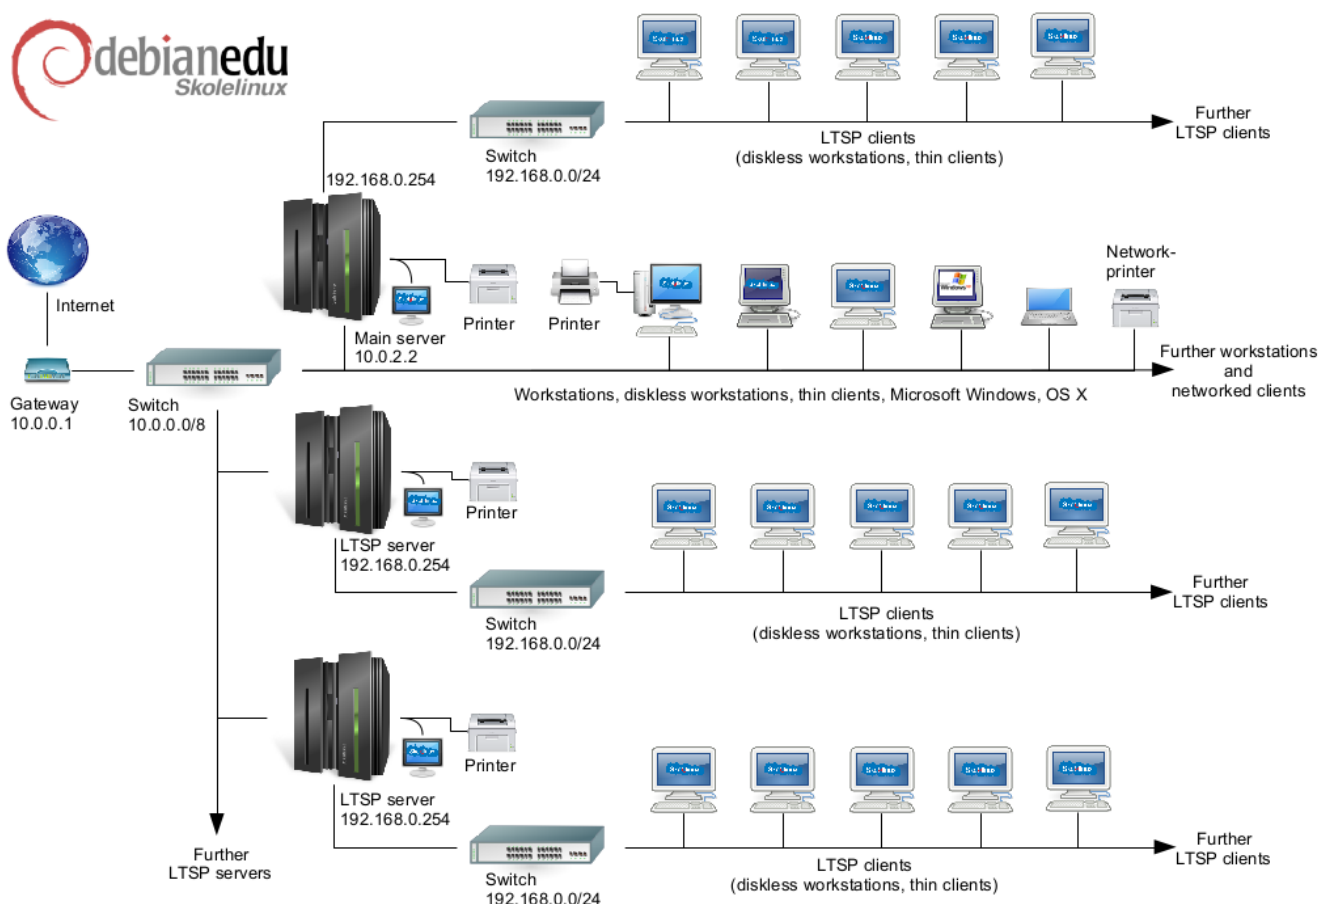 debianedu
Skolelinux
Further
LTSP clients
LTSP clients
(diskless workstations, thin clients)
Switch
192.168.0.0/24
192.168.0.254
Internet
Main server
10.0.2.2
Printer
Printer
Windows
Network-
printer
Gateway
10.0.0.1
Switch
10.0.0.0/8
Workstations, diskless workstations, thin clients, Microsoft Windows, OS X
Further workstations
and
networked clients
Printer
LTSP server
192.168.0.254
Switch
192.168.0.0/24
LTSP clients
(diskless workstations, thin clients)
Further
LTSP clients
Printer
LTSP server
192.168.0.254
Switch
192.168.0.0/24
LTSP clients
(diskless workstations, thin clients)
Further
LTSP clients
Further
LTSP servers